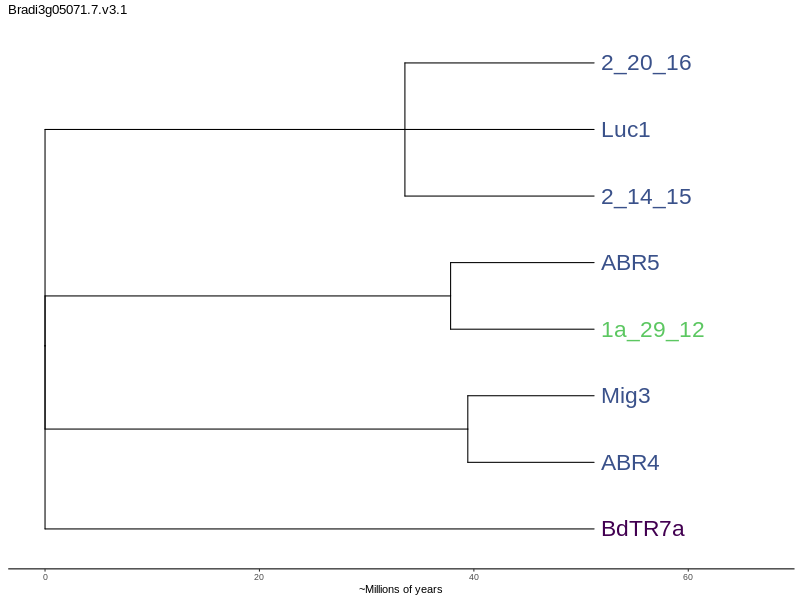 Bradi3g05071.7.v3.1
2_20_16
Luc1
2_14_15
ABR5
1a_29_12
Mig3
ABR4
BdTR7a
0 20 40 60
~Millions of years